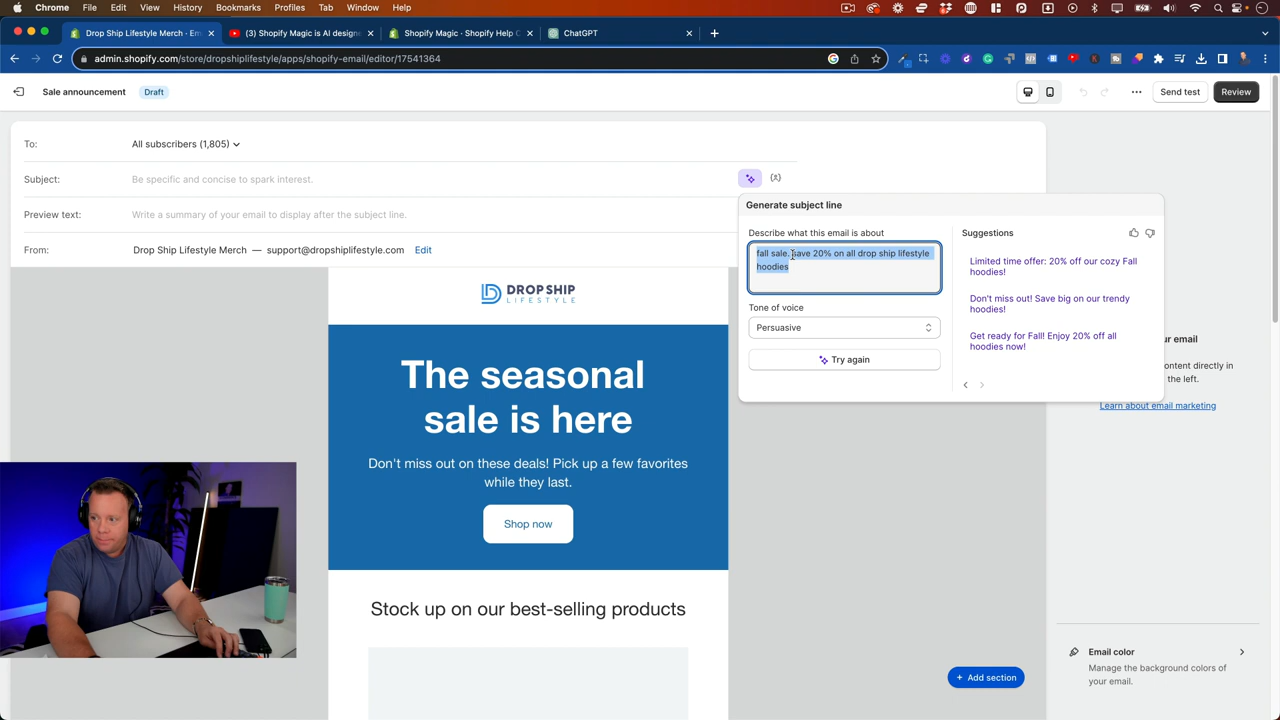 Chrome File Edit View History Bookmarks Profiles Tab Window Help
Drop Ship Lifestyle Merch - Em
(3) Shopify Magic is AI designe
Shopify Magic · Shopify Help C
ChatGPT
admin.shopify.com/store/dropshiplifestyle/apps/shopify-email/editor/17541364
Sale announcement Draft
Send test
Review
To: All subscribers (1,805)
Subject: Be specific and concise to spark interest.
Preview text: Write a summary of your email to display after the subject line.
From: Drop Ship Lifestyle Merch — support@dropshiplifestyle.com Edit
Generate subject line
Describe what this email is about
fall sale. save 20% on all drop ship lifestyle
hoodies
Tone of voice
Persuasive
Try again
Suggestions
Limited time offer: 20% off our cozy Fall
hoodies!
Don't miss out! Save big on our trendy
hoodies!
Get ready for Fall! Enjoy 20% off all
hoodies now!
ur email
ontent directly in
the left.
Learn about email marketing
DROP SHIP
LIFESTYLE
The seasonal
sale is here
Don't miss out on these deals! Pick up a few favorites
while they last.
Shop now
Stock up on our best-selling products
+ Add section
Email color
Manage the background colors of
your email.